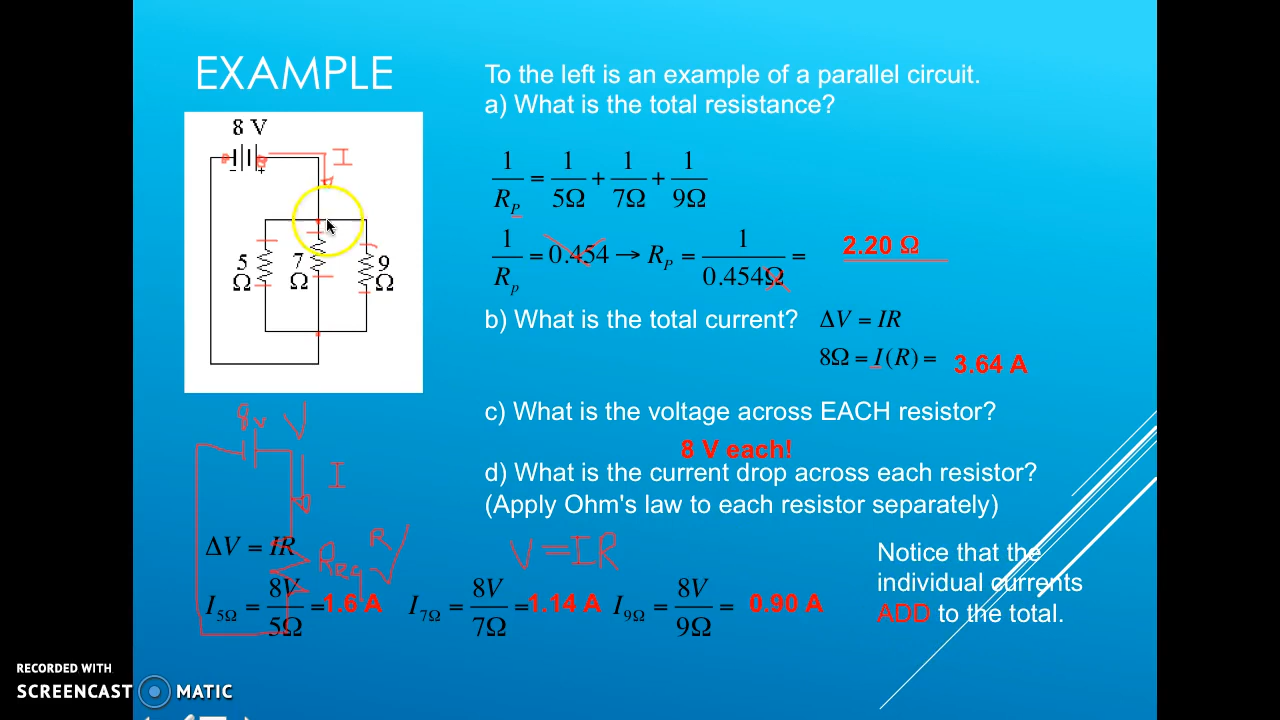 EXAMPLE
To the left is an example of a parallel circuit.
a) What is the total resistance?
8 V
- +
I
5 Ω
7 Ω
9 Ω
1/R_P = 1/5Ω + 1/7Ω + 1/9Ω
1/R_p = 0.454 → R_P = 1/0.454Ω = 2.20 Ω
b) What is the total current? ΔV = IR
8Ω = I(R) = 3.64 A
c) What is the voltage across EACH resistor?
8 V each!
d) What is the current drop across each resistor?
(Apply Ohm's law to each resistor separately)
8v V
I
ΔV = IR
R
V = IR
I_5Ω = 8V/5Ω = 1.6 A I_7Ω = 8V/7Ω = 1.14 A I_9Ω = 8V/9Ω = 0.90 A
Notice that the
individual currents
ADD to the total.
RECORDED WITH
SCREENCAST MATIC